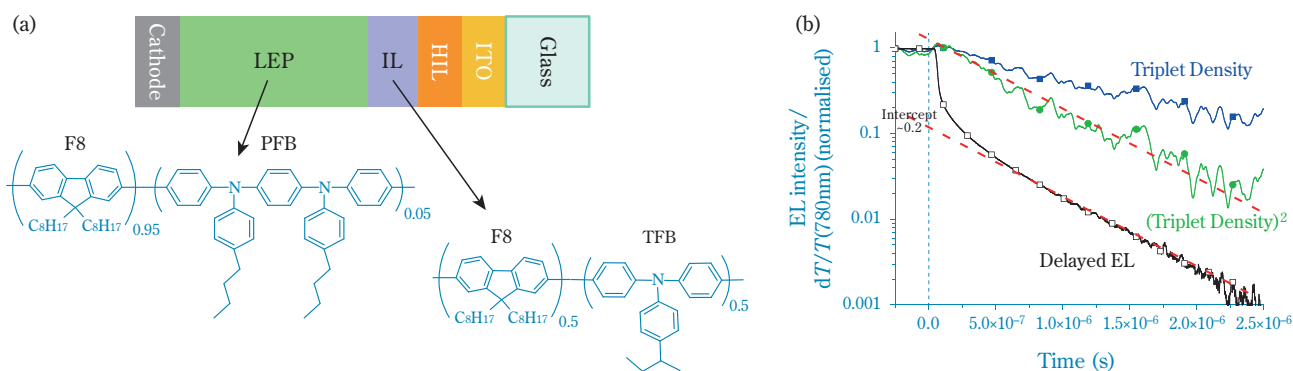 (a)
Cathode
LEP
IL
HIL
ITO
Glass
F8
PFB
N
N
C8H17
C8H17
0.95
0.05
F8
TFB
N
C8H17
C8H17
0.5
0.5
(b)
EL intensity/
dT/T(780nm) (normalised)
1
0.1
0.01
0.001
Triplet Density
Intercept
~0.2
(Triplet Density)²
Delayed EL
0.0
5.0×10⁻⁷
1.0×10⁻⁶
1.5×10⁻⁶
2.0×10⁻⁶
2.5×10⁻⁶
Time (s)